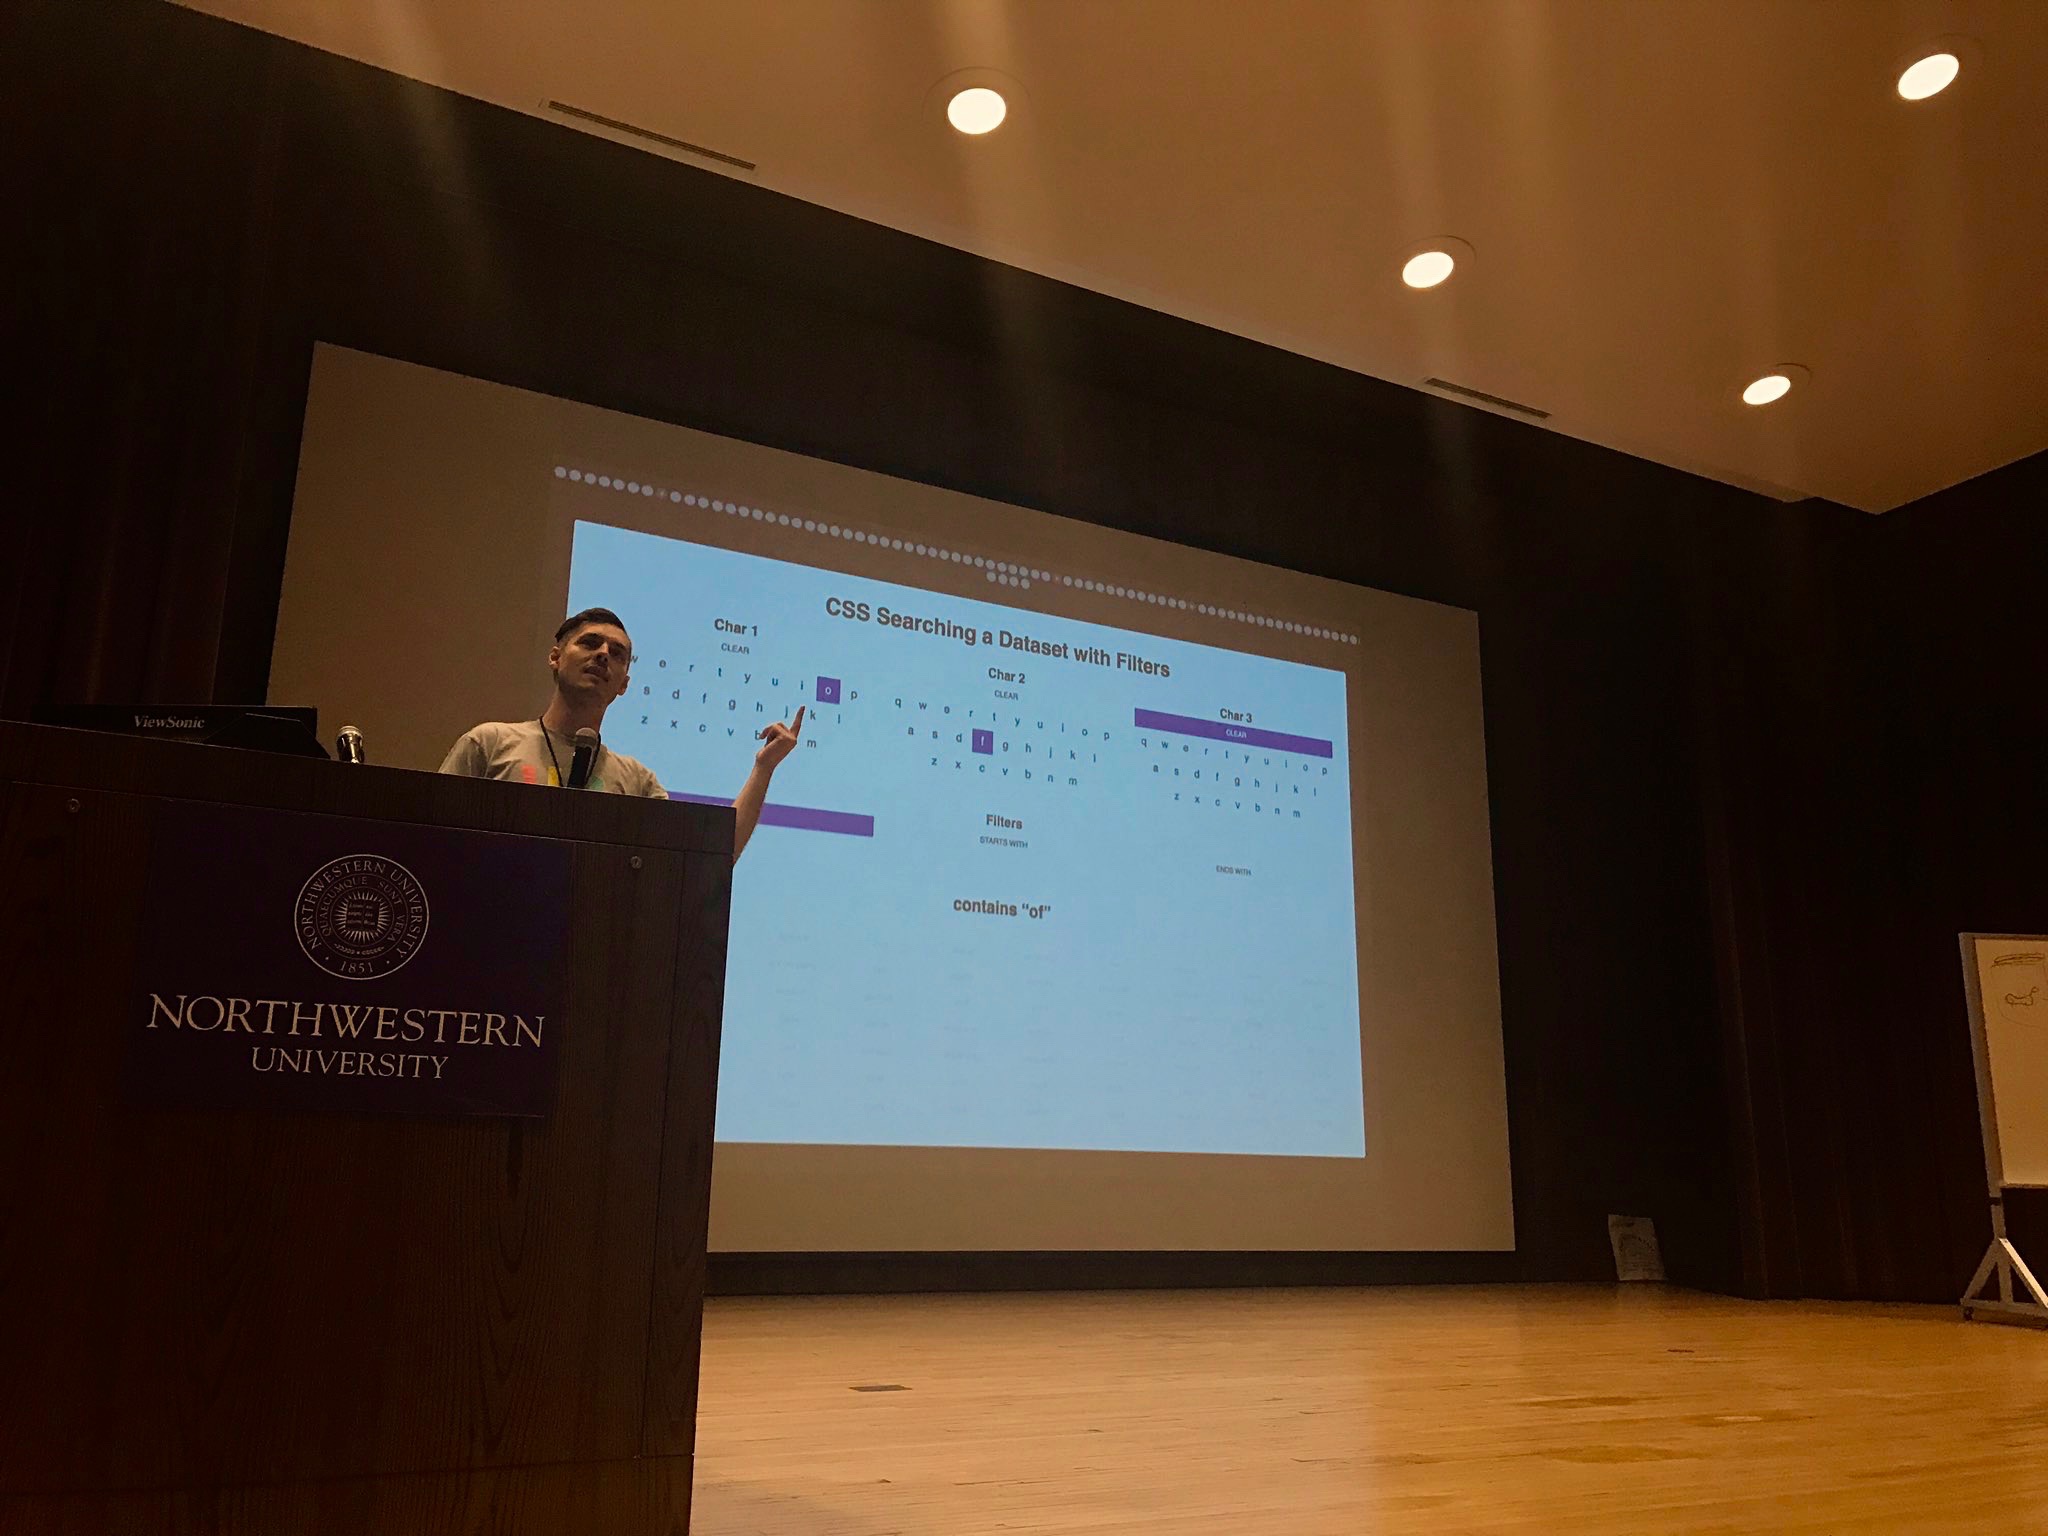 CSS Searching a Dataset with Filters
Char 1
CLEAR
e r t y u i o p
s d f g h j k l
z x c v b m
Char 2
CLEAR
q w e r t y u i o p
a s d f g h j k l
z x c v b n m
Char 3
CLEAR
q w e r t y u i o p
a s d f g h j k l
z x c v b n m
Filters
STARTS WITH
ENDS WITH
contains “of”
ViewSonic
NORTHWESTERN UNIVERSITY
QUAECUMQUE SUNT VERA
1851
NORTHWESTERN
UNIVERSITY